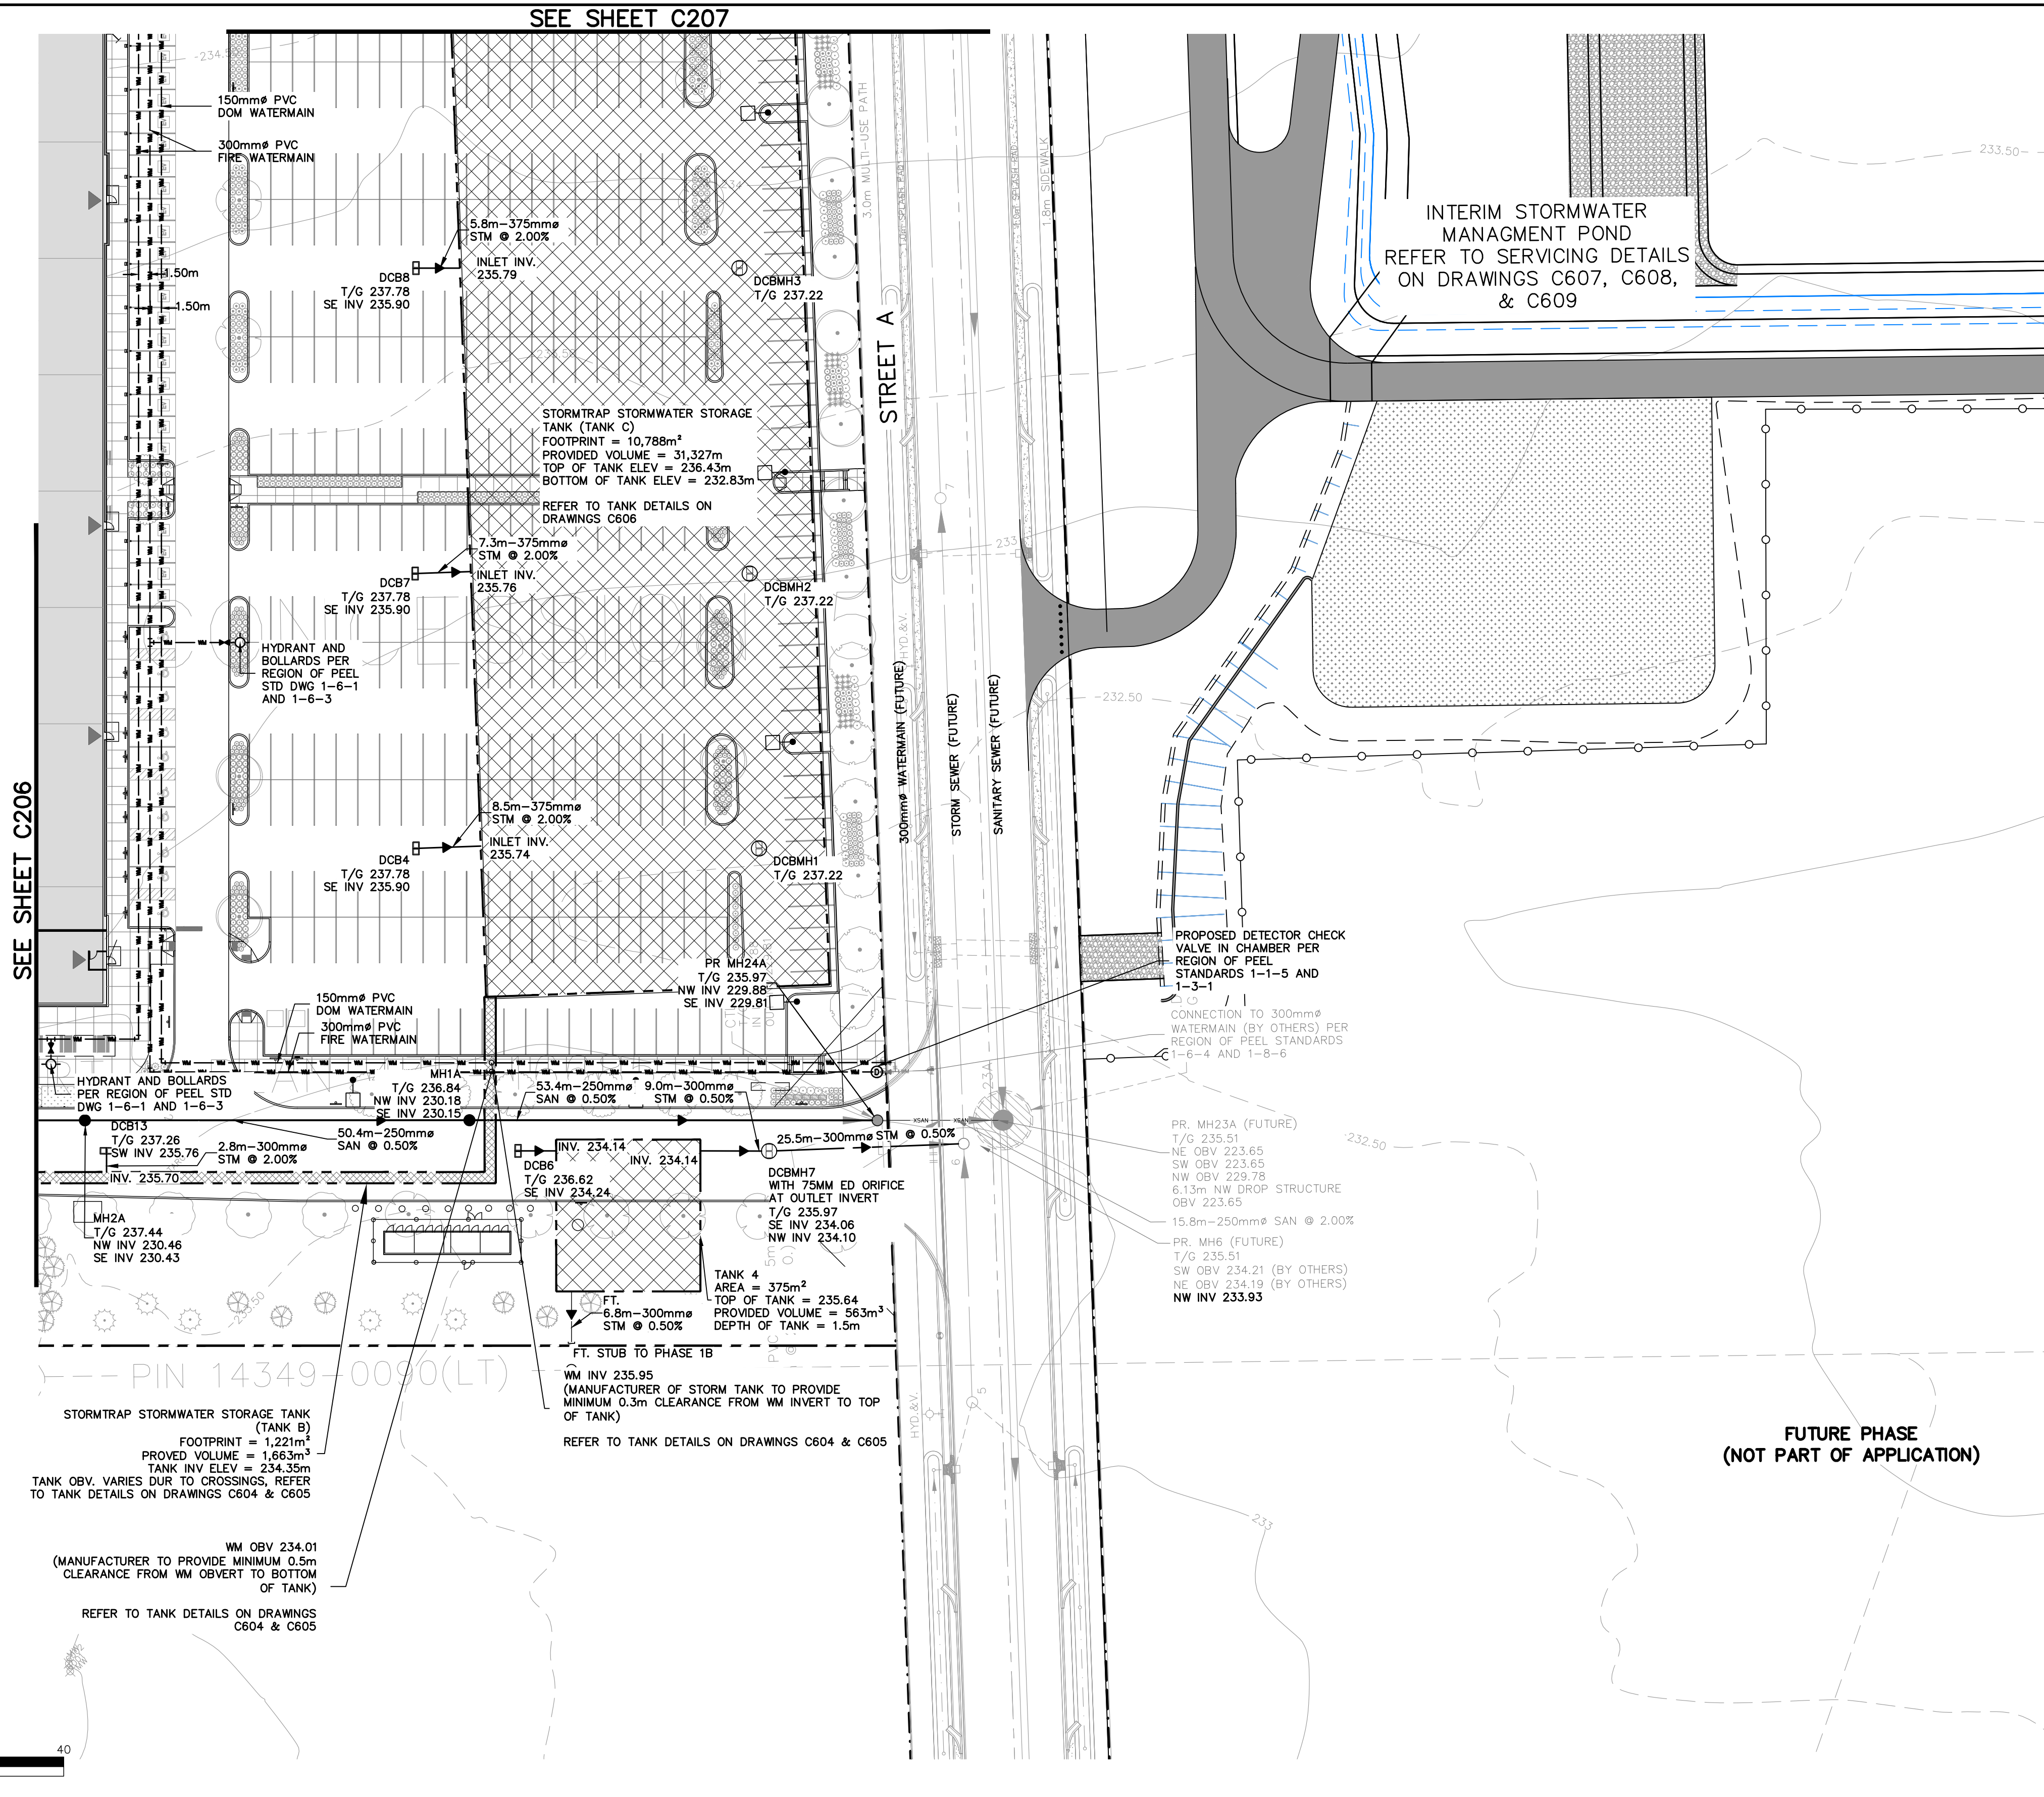 SEE SHEET C207
-234.5
150mmø PVC
DOM WATERMAIN
300mmø PVC
FIRE WATERMAIN
3.0m MULTI-USE PATH
1.8m SIDEWALK
233.50
INTERIM STORMWATER
MANAGMENT POND
REFER TO SERVICING DETAILS
ON DRAWINGS C607, C608,
& C609
5.8m-375mmø
STM @ 2.00%
INLET INV.
235.79
DCB8
T/G 237.78
SE INV 235.90
1.50m
1.50m
DCBMH3
T/G 237.22
STREET A
STORMTRAP STORMWATER STORAGE
TANK (TANK C)
FOOTPRINT = 10,788m²
PROVIDED VOLUME = 31,327m
TOP OF TANK ELEV = 236.43m
BOTTOM OF TANK ELEV = 232.83m
REFER TO TANK DETAILS ON
DRAWINGS C606
7
233
7.3m-375mmø
STM @ 2.00%
INLET INV.
235.76
DCB7
T/G 237.78
SE INV 235.90
DCBMH2
T/G 237.22
HYDRANT AND
BOLLARDS PER
REGION OF PEEL
STD DWG 1-6-1
AND 1-6-3
HYD.&V.
300mmø WATERMAIN (FUTURE)
STORM SEWER (FUTURE)
SANITARY SEWER (FUTURE)
-232.50
SEE SHEET C206
8.5m-375mmø
STM @ 2.00%
INLET INV.
235.74
DCB4
T/G 237.78
SE INV 235.90
DCBMH1
T/G 237.22
PR MH24A
T/G 235.97
NW INV 229.88
SE INV 229.81
PROPOSED DETECTOR CHECK
VALVE IN CHAMBER PER
REGION OF PEEL
STANDARDS 1-1-5 AND
1-3-1
CONNECTION TO 300mmø
WATERMAIN (BY OTHERS) PER
REGION OF PEEL STANDARDS
1-6-4 AND 1-8-6
150mmø PVC
DOM WATERMAIN
300mmø PVC
FIRE WATERMAIN
HYDRANT AND BOLLARDS
PER REGION OF PEEL STD
DWG 1-6-1 AND 1-6-3
MH1A
T/G 236.84
NW INV 230.18
SE INV 230.15
53.4m-250mmø
SAN @ 0.50%
9.0m-300mmø
STM @ 0.50%
23A
XSAN
XSAN
DCB13
T/G 237.26
SW INV 235.76
2.8m-300mmø
STM @ 2.00%
50.4m-250mmø
SAN @ 0.50%
INV. 235.70
INV. 234.14
INV. 234.14
25.5m-300mmø STM @ 0.50%
6
DCB6
T/G 236.62
SE INV 234.24
DCBMH7
WITH 75MM ED ORIFICE
AT OUTLET INVERT
T/G 235.97
SE INV 234.06
NW INV 234.10
PR. MH23A (FUTURE)
T/G 235.51
NE OBV 223.65
SW OBV 223.65
NW OBV 229.78
6.13m NW DROP STRUCTURE
OBV 223.65
-232.50
15.8m-250mmø SAN @ 2.00%
PR. MH6 (FUTURE)
T/G 235.51
SW OBV 234.21 (BY OTHERS)
NE OBV 234.19 (BY OTHERS)
NW INV 233.93
MH2A
T/G 237.44
NW INV 230.46
SE INV 230.43
TANK 4
AREA = 375m²
TOP OF TANK = 235.64
PROVIDED VOLUME = 563m³
DEPTH OF TANK = 1.5m
FT.
6.8m-300mmø
STM @ 0.50%
FT. STUB TO PHASE 1B
PIN 14349-0090(LT)
WM INV 235.95
(MANUFACTURER OF STORM TANK TO PROVIDE
MINIMUM 0.3m CLEARANCE FROM WM INVERT TO TOP
OF TANK)
REFER TO TANK DETAILS ON DRAWINGS C604 & C605
5
HYD.&V.
STORMTRAP STORMWATER STORAGE TANK
(TANK B)
FOOTPRINT = 1,221m²
PROVED VOLUME = 1,663m³
TANK INV ELEV = 234.35m
TANK OBV. VARIES DUR TO CROSSINGS, REFER
TO TANK DETAILS ON DRAWINGS C604 & C605
FUTURE PHASE
(NOT PART OF APPLICATION)
233
WM OBV 234.01
(MANUFACTURER TO PROVIDE MINIMUM 0.5m
CLEARANCE FROM WM OBVERT TO BOTTOM
OF TANK)
REFER TO TANK DETAILS ON DRAWINGS
C604 & C605
40